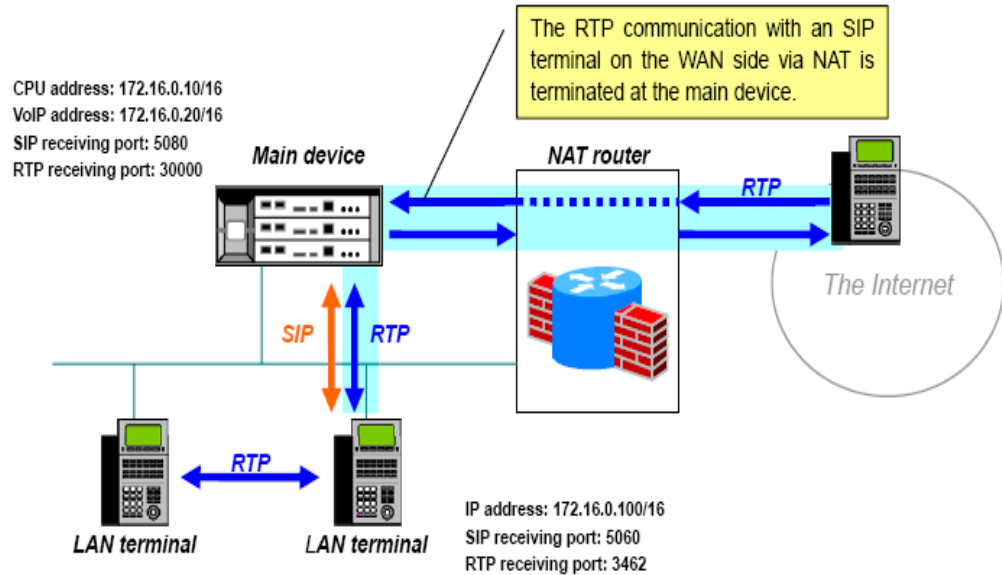 The RTP communication with an SIP
terminal on the WAN side via NAT is
terminated at the main device.
CPU address: 172.16.0.10/16
VoIP address: 172.16.0.20/16
SIP receiving port: 5080
RTP receiving port: 30000
Main device
NAT router
RTP
The Internet
SIP
RTP
RTP
LAN terminal
LAN terminal
IP address: 172.16.0.100/16
SIP receiving port: 5060
RTP receiving port: 3462